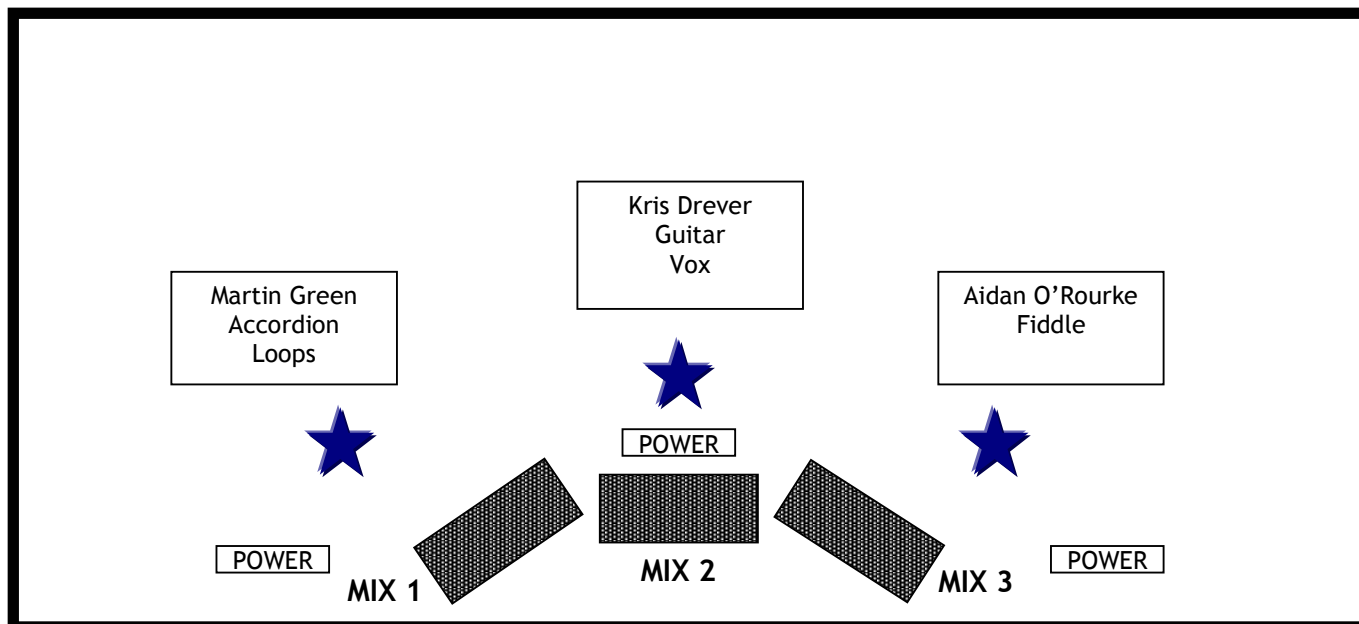 Kris Drever
Guitar
Vox
Martin Green
Accordion
Loops
Aidan O’Rourke
Fiddle
POWER
POWER
POWER
MIX 1
MIX 2
MIX 3